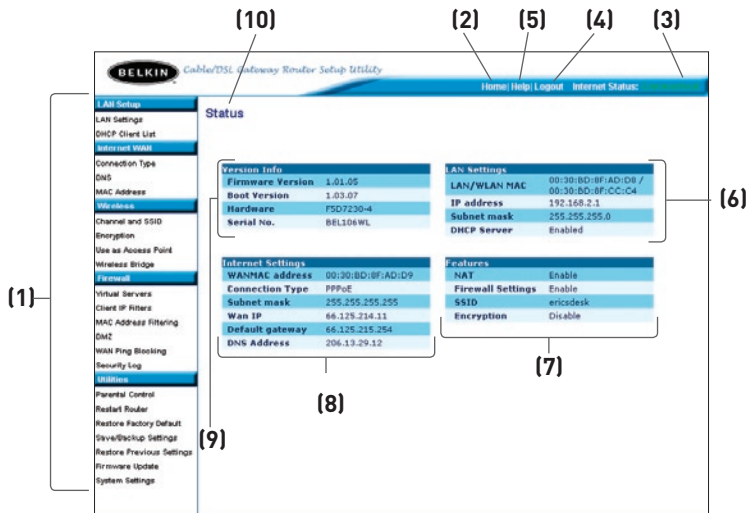 (10) (2) (5) (4) (3)
BELKIN Cable/DSL Gateway Router Setup Utility
Home| Help| Logout Internet Status:
(1)
LAN Setup
LAN Settings
DHCP Client List
Internet WAN
Connection Type
DNS
MAC Address
Wireless
Channel and SSID
Encryption
Use as Access Point
Wireless Bridge
Firewall
Virtual Servers
Client IP Filters
MAC Address Filtering
DMZ
WAN Ping Blocking
Security Log
Utilities
Parental Control
Restart Router
Restore Factory Default
Save/Backup Settings
Restore Previous Settings
Firmware Update
System Settings
Status
Version Info
Firmware Version 1.01.05
Boot Version 1.03.07
Hardware F5D7230-4
Serial No. BEL106WL
(9)
LAN Settings
LAN/WLAN MAC 00:30:BD:8F:AD:D8 /
00:30:BD:8F:CC:C4
IP address 192.168.2.1
Subnet mask 255.255.255.0
DHCP Server Enabled
(6)
Internet Settings
WANMAC address 00:30:BD:8F:AD:D9
Connection Type PPPoE
Subnet mask 255.255.255.255
Wan IP 66.125.214.11
Default gateway 66.125.215.254
DNS Address 206.13.29.12
(8)
Features
NAT Enable
Firewall Settings Enable
SSID ericsdesk
Encryption Disable
(7)